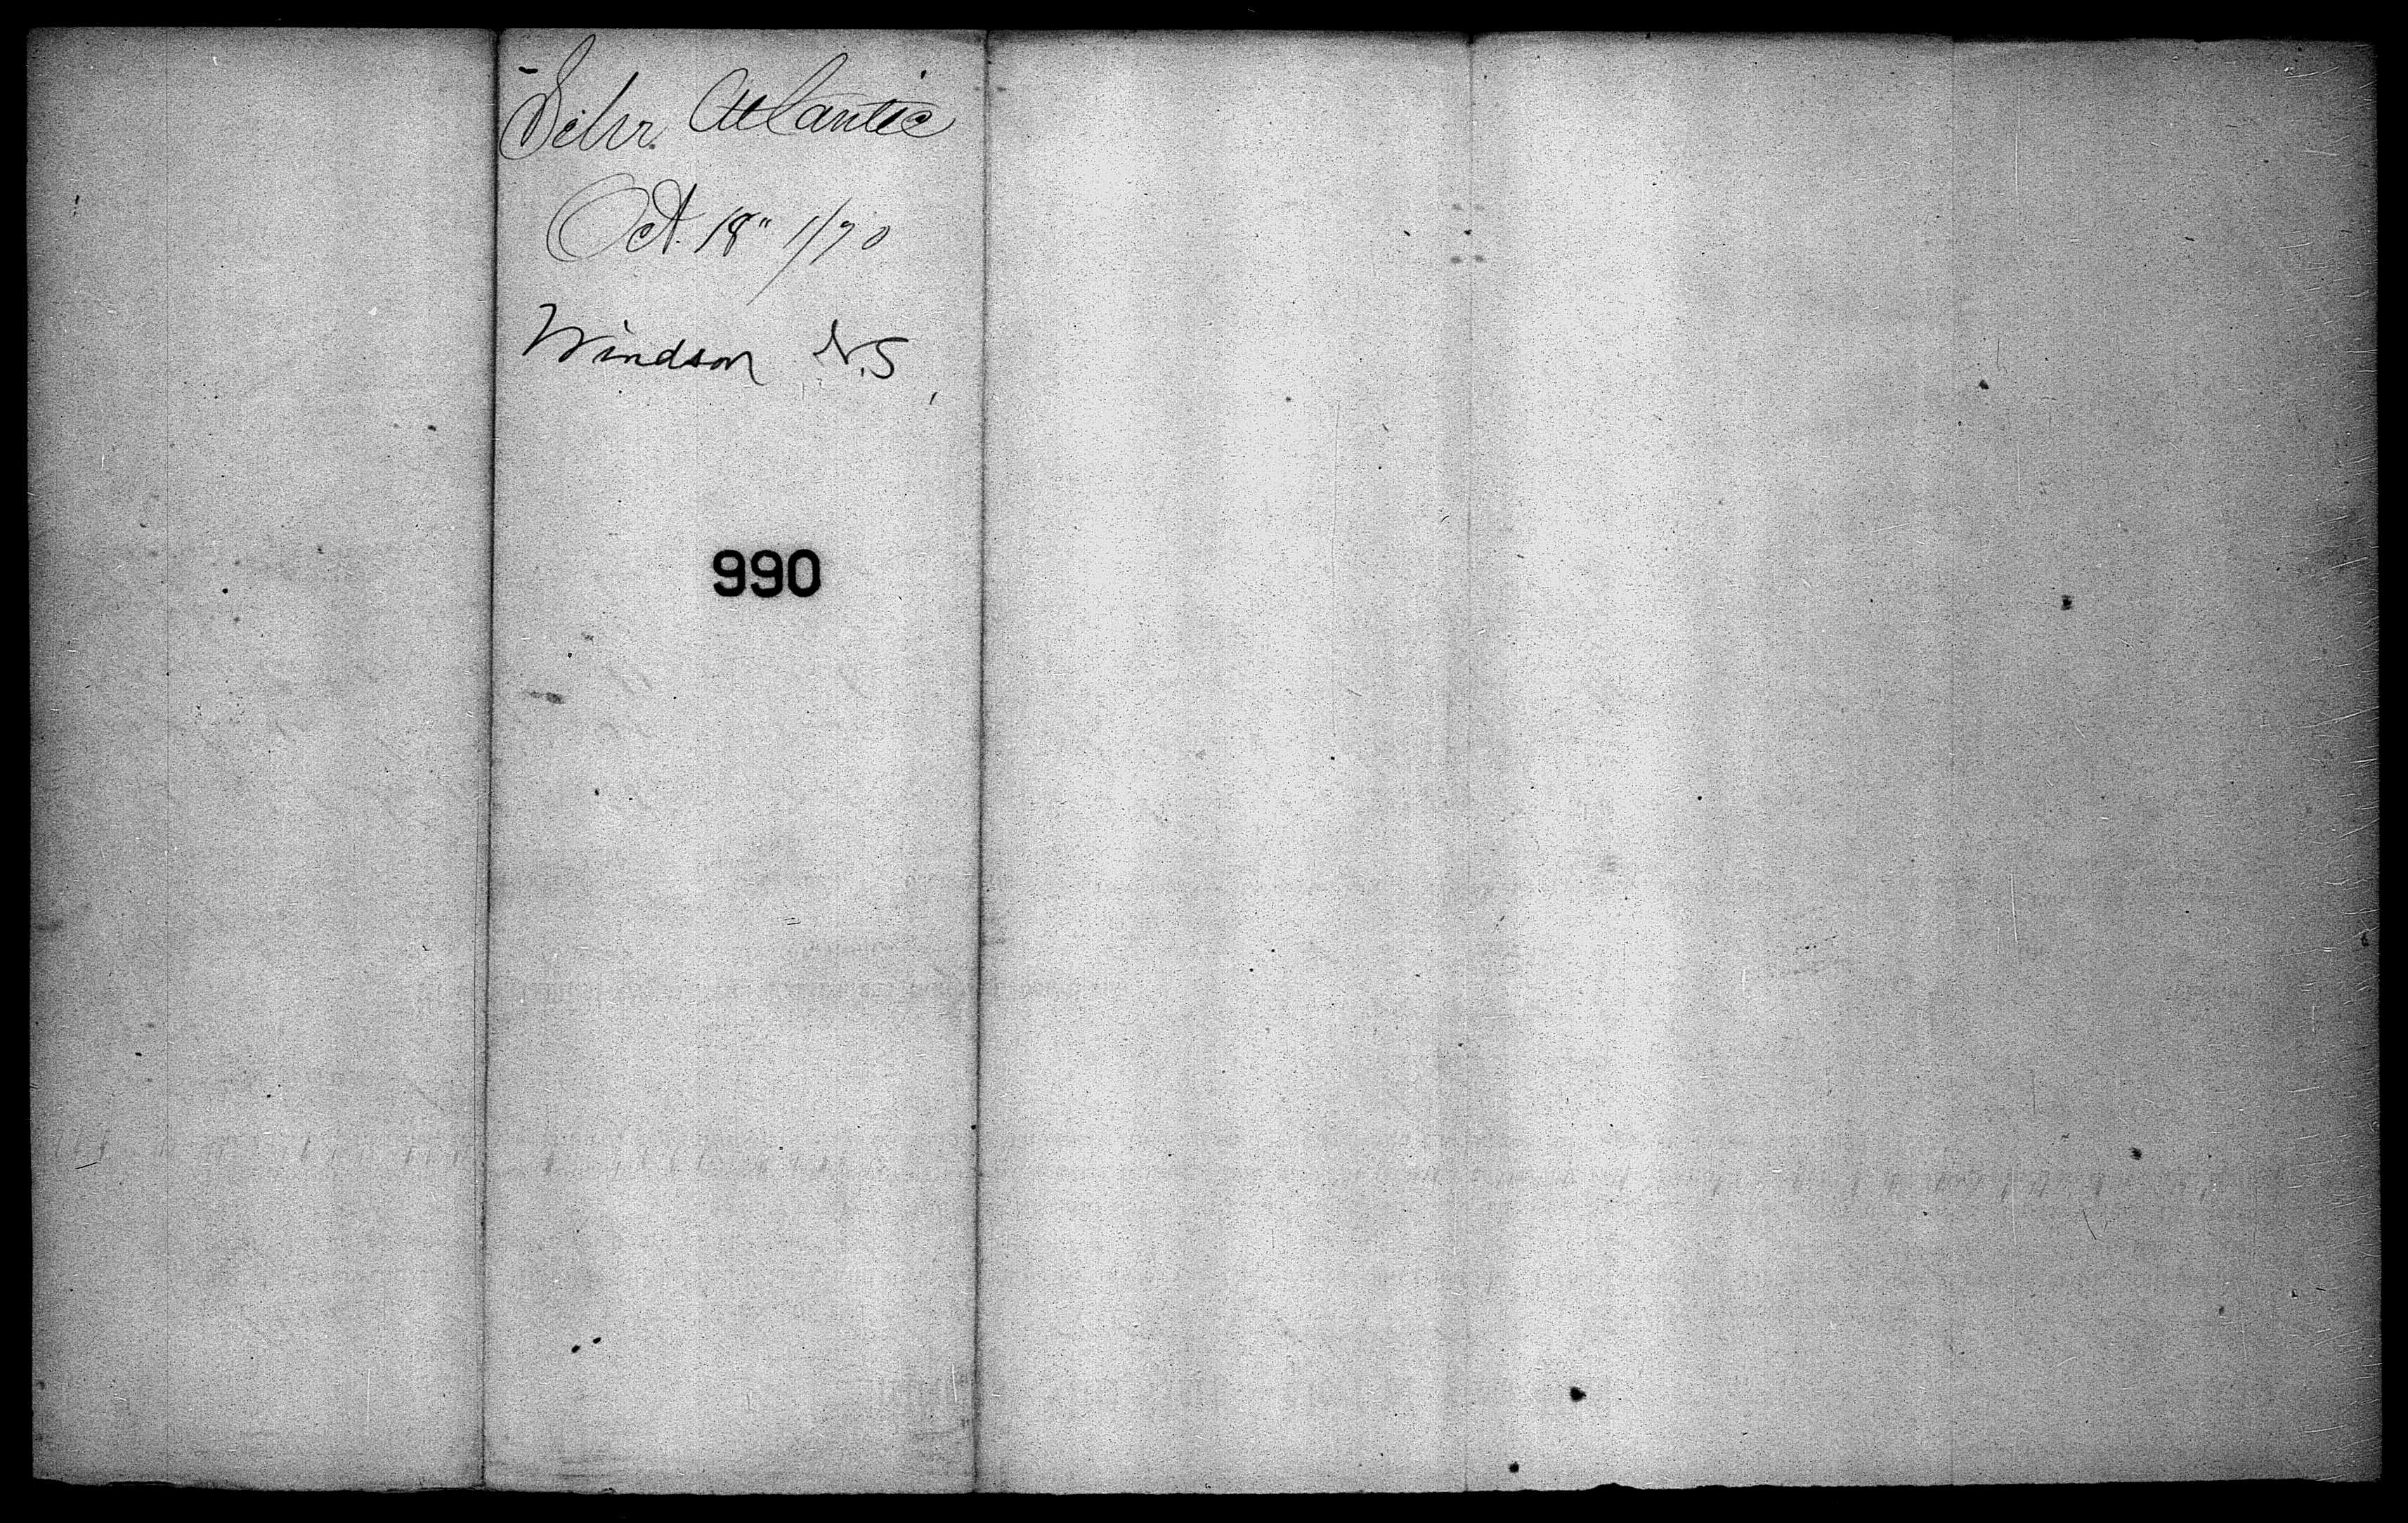 Schr. Atlantic
Oct. 18" 1/70
Windsor N.S.
990